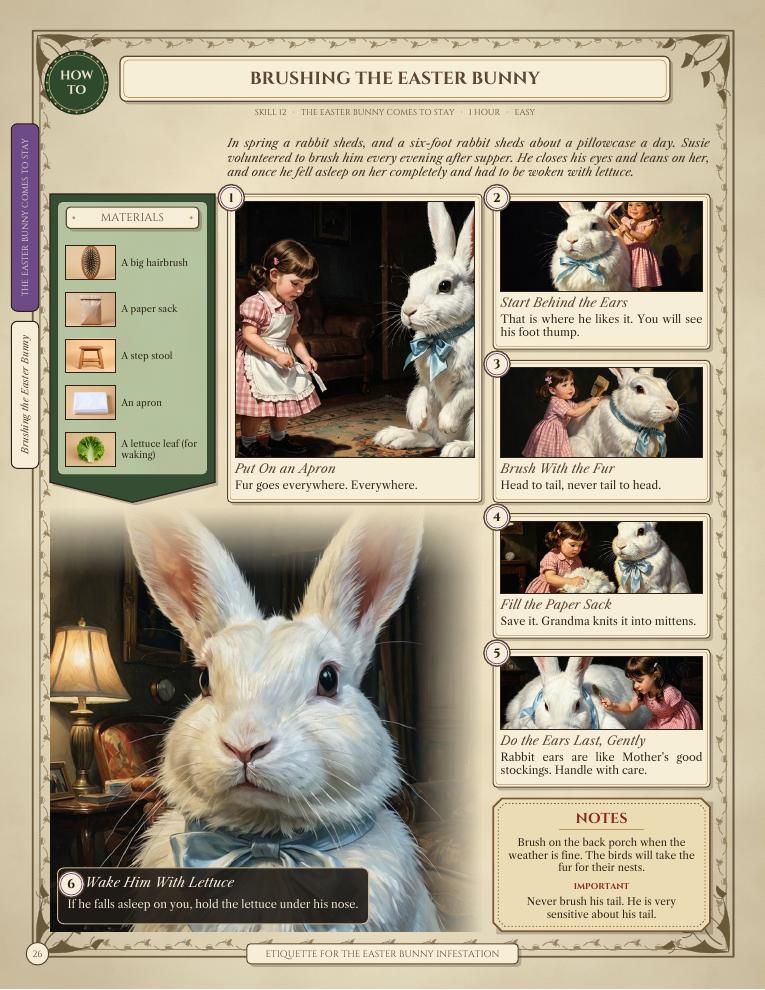 HOW
TO
BRUSHING THE EASTER BUNNY
SKILL 12 · THE EASTER BUNNY COMES TO STAY · 1 HOUR · EASY
THE EASTER BUNNY COMES TO STAY
Brushing the Easter Bunny
In spring a rabbit sheds, and a six-foot rabbit sheds about a pillowcase a day. Susie
volunteered to brush him every evening after supper. He closes his eyes and leans on her,
and once he fell asleep on her completely and had to be woken with lettuce.
MATERIALS
A big hairbrush
A paper sack
A step stool
An apron
A lettuce leaf (for
waking)
1
Put On an Apron
Fur goes everywhere. Everywhere.
2
Start Behind the Ears
That is where he likes it. You will see
his foot thump.
3
Brush With the Fur
Head to tail, never tail to head.
4
Fill the Paper Sack
Save it. Grandma knits it into mittens.
5
Do the Ears Last, Gently
Rabbit ears are like Mother's good
stockings. Handle with care.
6
Wake Him With Lettuce
If he falls asleep on you, hold the lettuce under his nose.
NOTES
Brush on the back porch when the
weather is fine. The birds will take the
fur for their nests.
IMPORTANT
Never brush his tail. He is very
sensitive about his tail.
26
ETIQUETTE FOR THE EASTER BUNNY INFESTATION